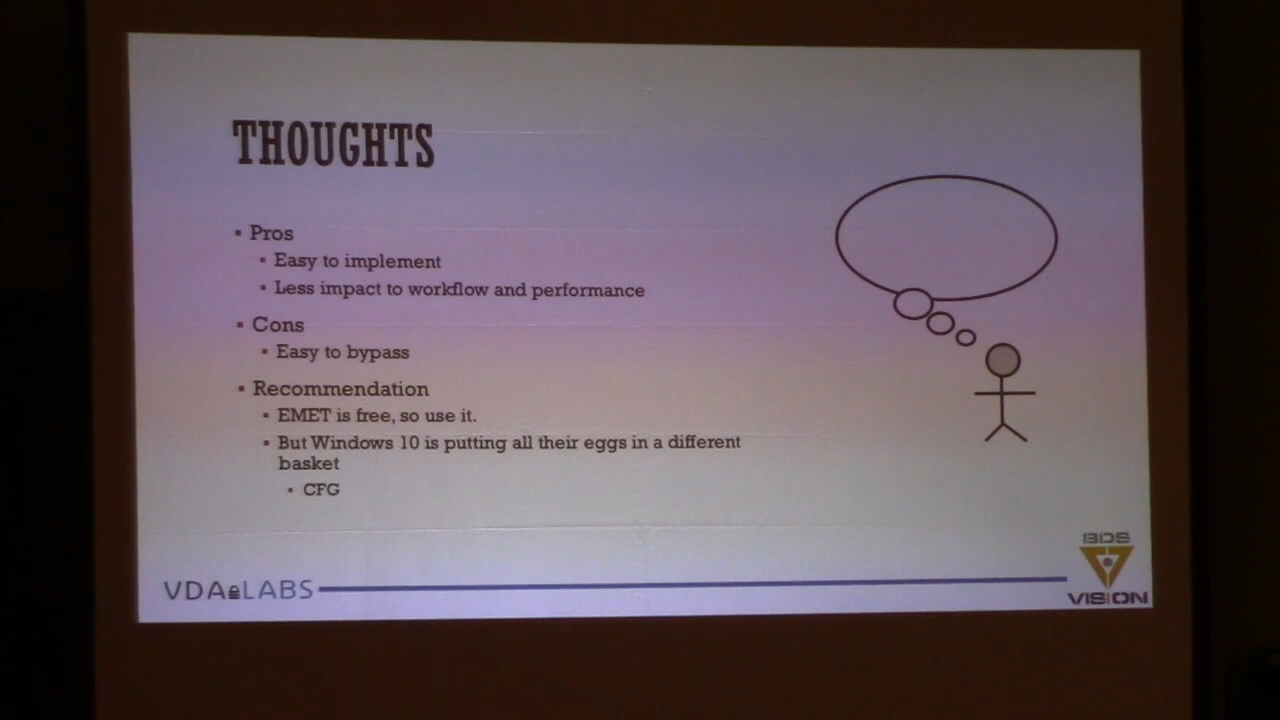 THOUGHTS
▪ Pros
▪ Easy to implement
▪ Less impact to workflow and performance
▪ Cons
▪ Easy to bypass
▪ Recommendation
▪ EMET is free, so use it.
▪ But Windows 10 is putting all their eggs in a different
basket
▪ CFG
VDA LABS
BDS
VISION